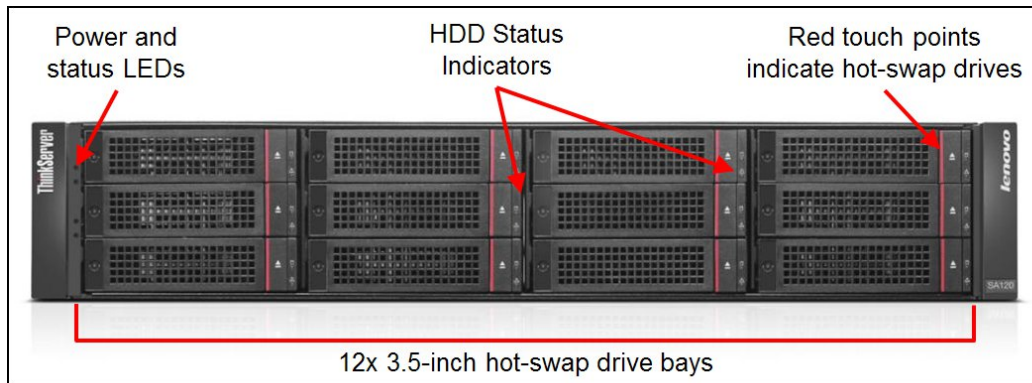 Power and
status LEDs
HDD Status
Indicators
Red touch points
indicate hot-swap drives
ThinkServer
lenovo
SA120
12x 3.5-inch hot-swap drive bays